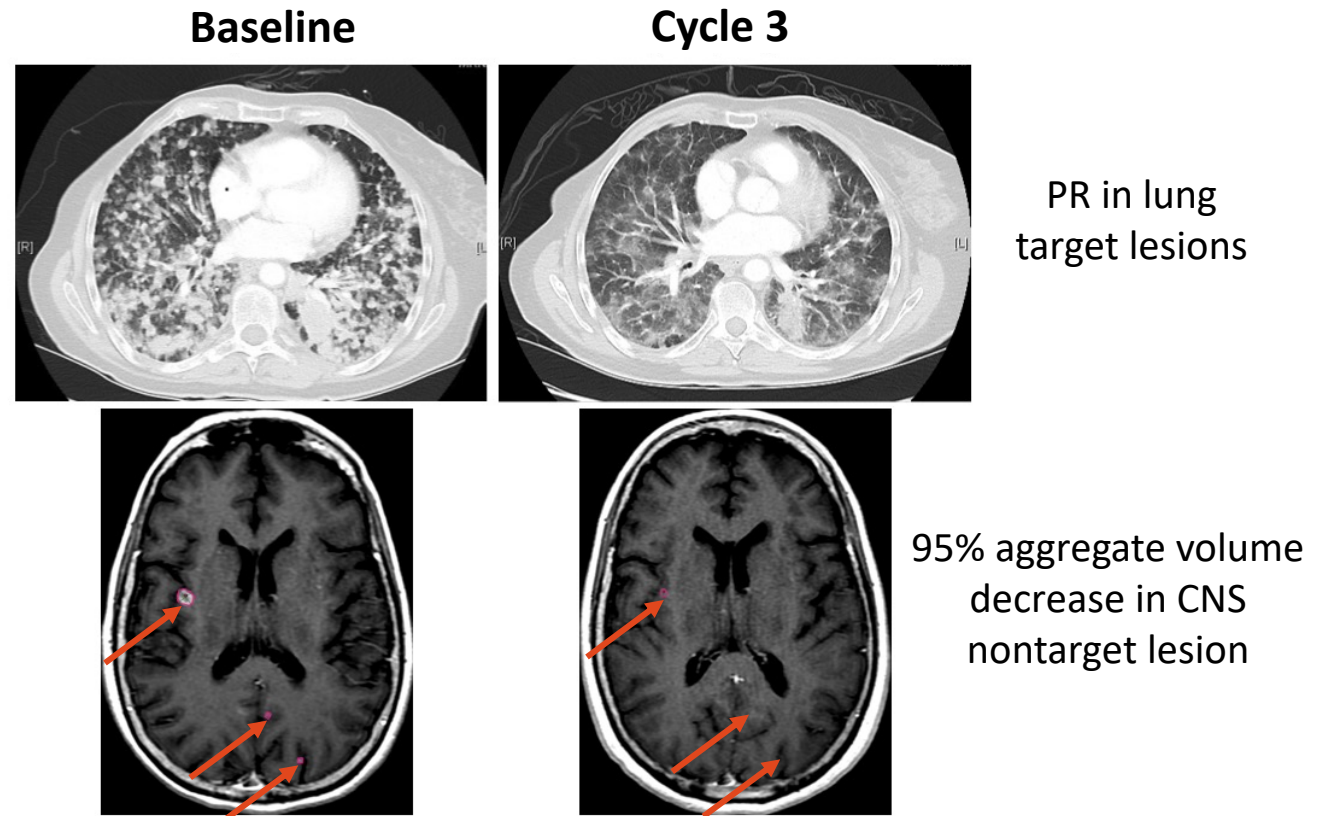 Baseline
Cycle 3
[R]
[L
[R]
[L]
PR in lung
target lesions
95% aggregate volume
decrease in CNS
nontarget lesion